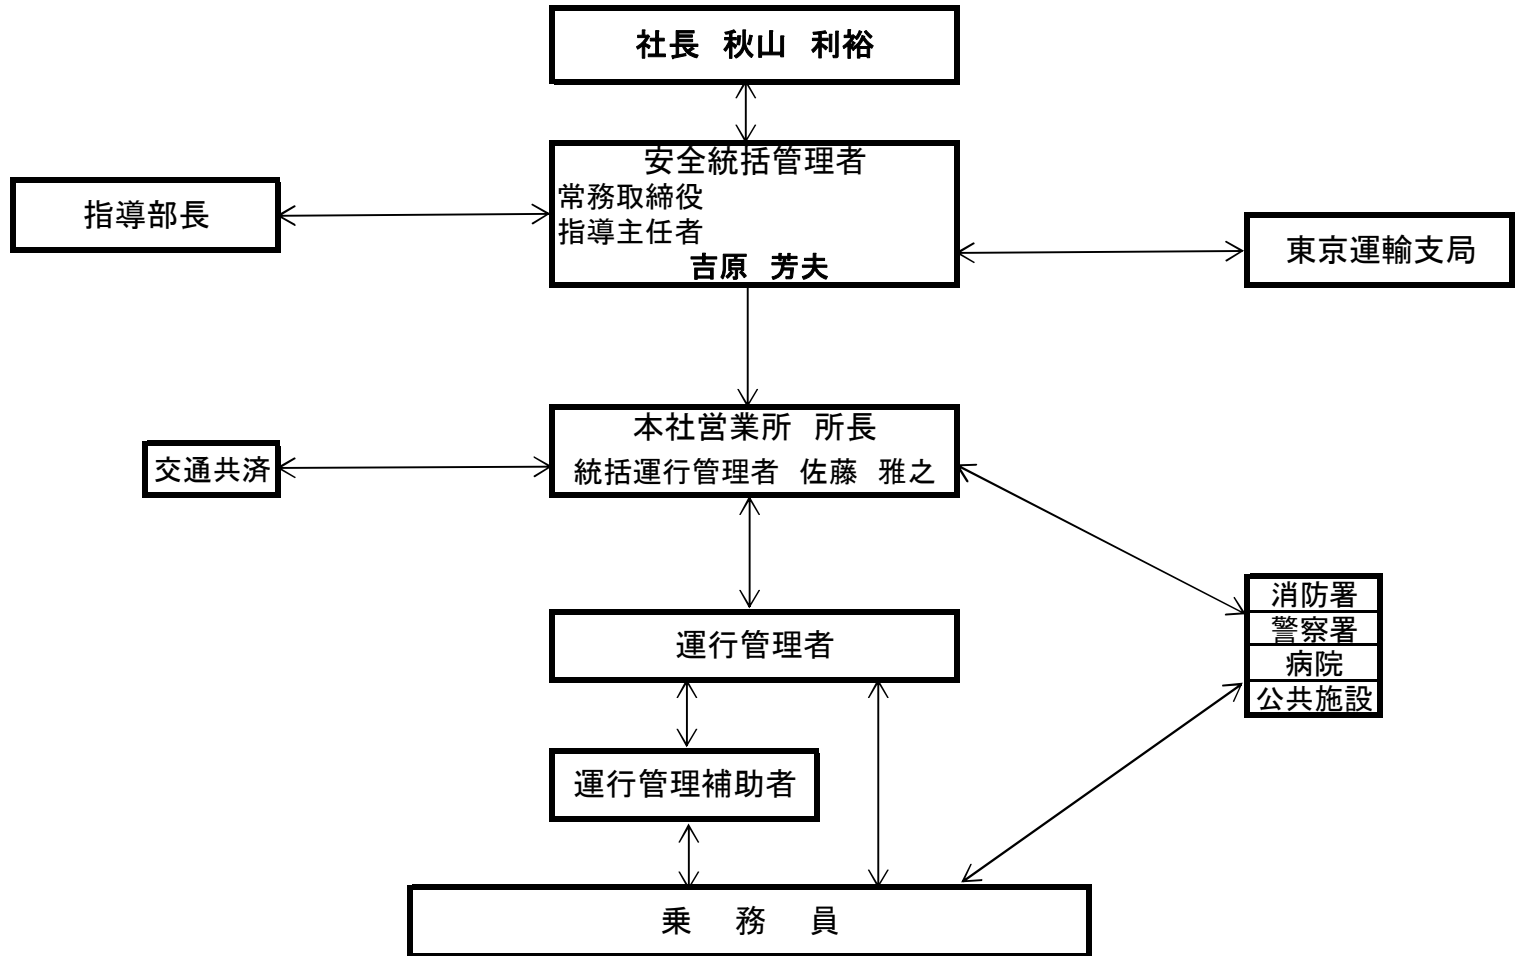 社長　秋山　利裕
安全統括管理者
常務取締役
指導主任者
吉原　芳夫
指導部長
東京運輸支局
本社営業所　所長
統括運行管理者　佐藤　雅之
交通共済
消防署
警察署
病院
公共施設
運行管理者
運行管理補助者
乗　務　員